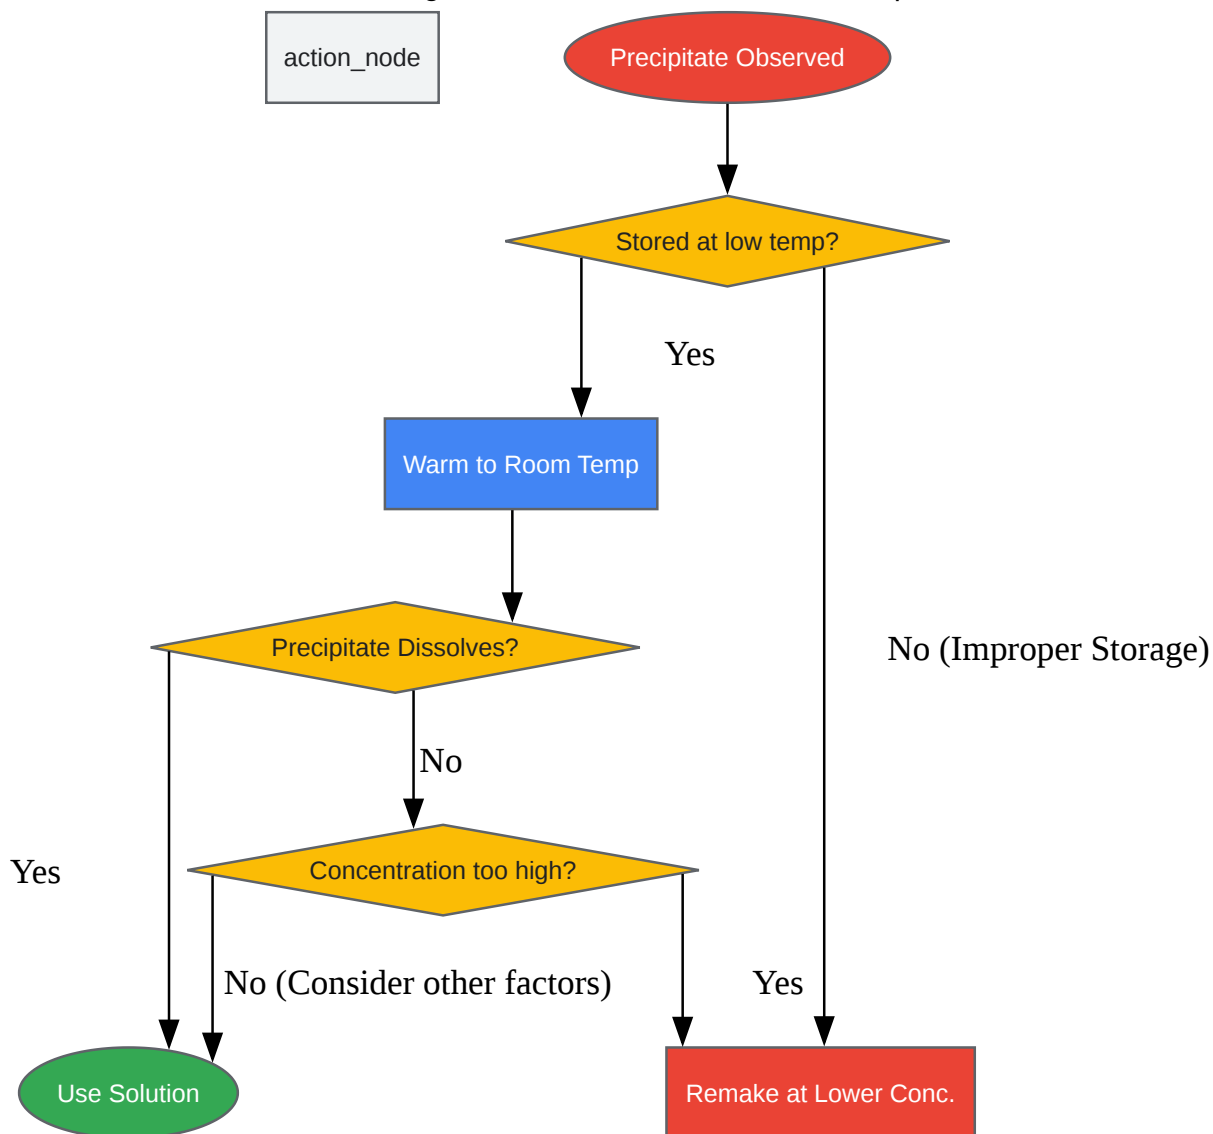 action_node
Precipitate Observed
Stored at low temp?
Yes
Warm to Room Temp
Precipitate Dissolves?
No (Improper Storage)
No
Yes
Concentration too high?
No (Consider other factors)
Yes
Use Solution
Remake at Lower Conc.